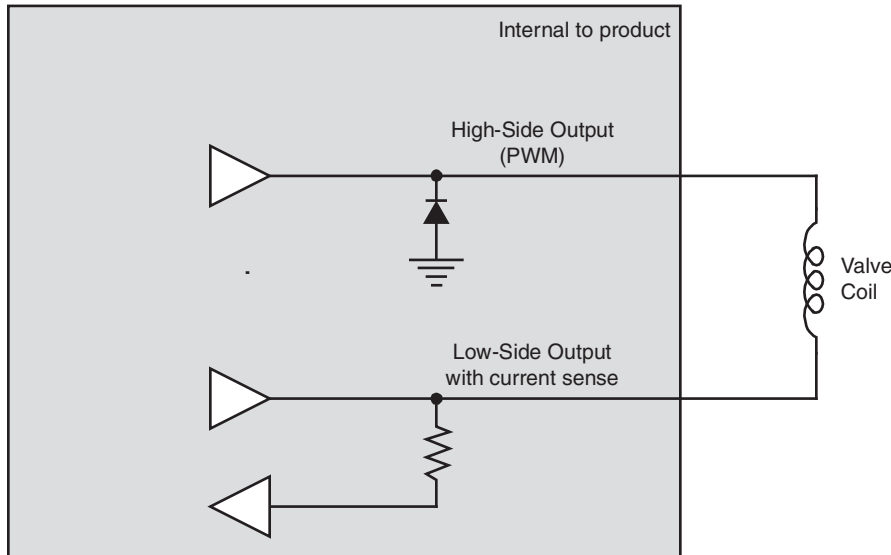 Internal to product
High-Side Output
(PWM)
Valve
Coil
Low-Side Output
with current sense